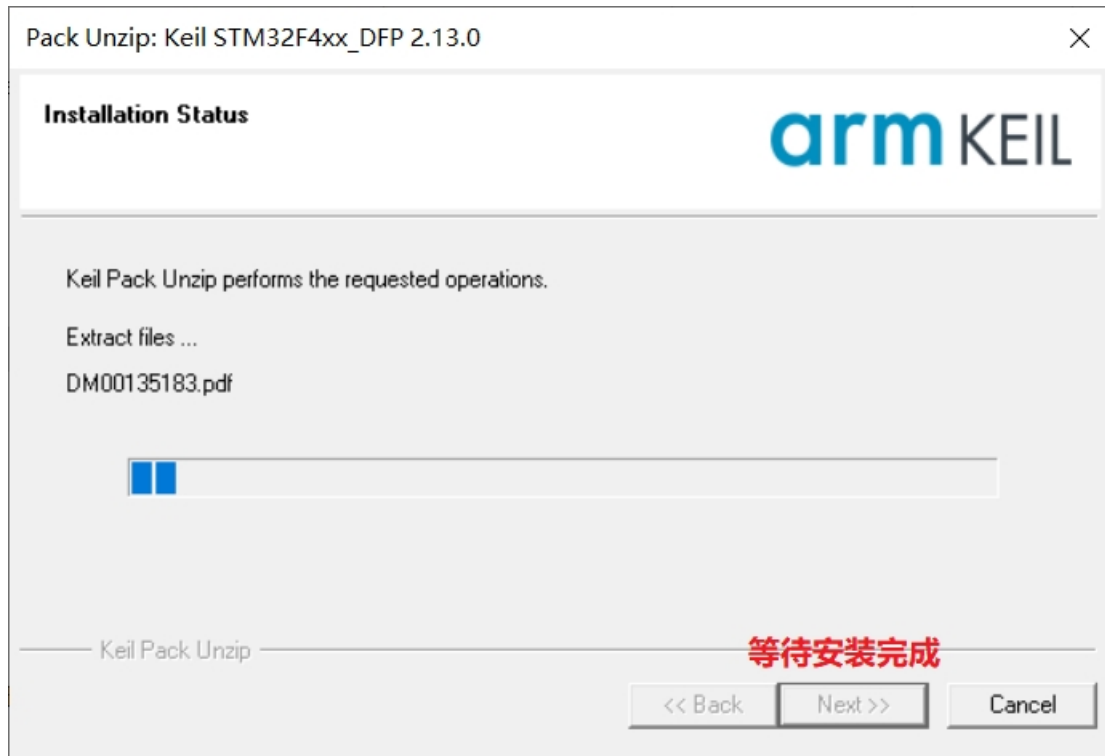 Pack Unzip: Keil STM32F4xx_DFP 2.13.0
Installation Status
arm KEIL
Keil Pack Unzip performs the requested operations.
Extract files ...
DM00135183.pdf
Keil Pack Unzip
等待安装完成
<< Back
Next >>
Cancel